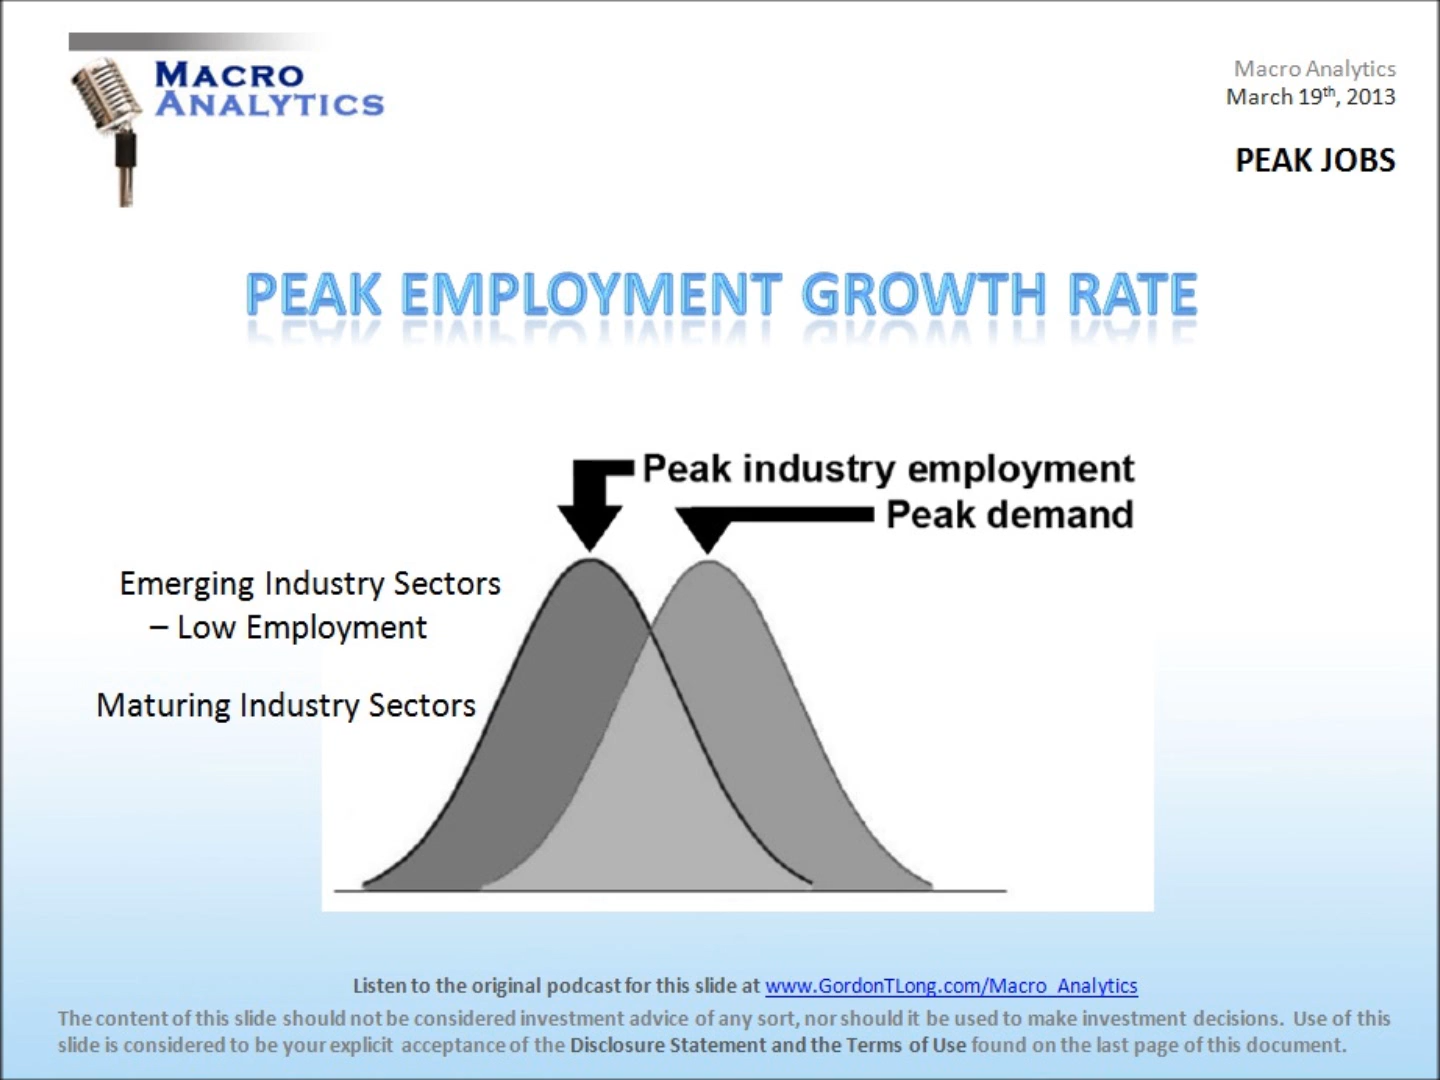 MACRO
ANALYTICS
Macro Analytics
March 19th, 2013
PEAK JOBS
PEAK EMPLOYMENT GROWTH RATE
Peak industry employment
Peak demand
Emerging Industry Sectors
– Low Employment
Maturing Industry Sectors
Listen to the original podcast for this slide at www.GordonTLong.com/Macro_Analytics
The content of this slide should not be considered investment advice of any sort, nor should it be used to make investment decisions. Use of this
slide is considered to be your explicit acceptance of the Disclosure Statement and the Terms of Use found on the last page of this document.